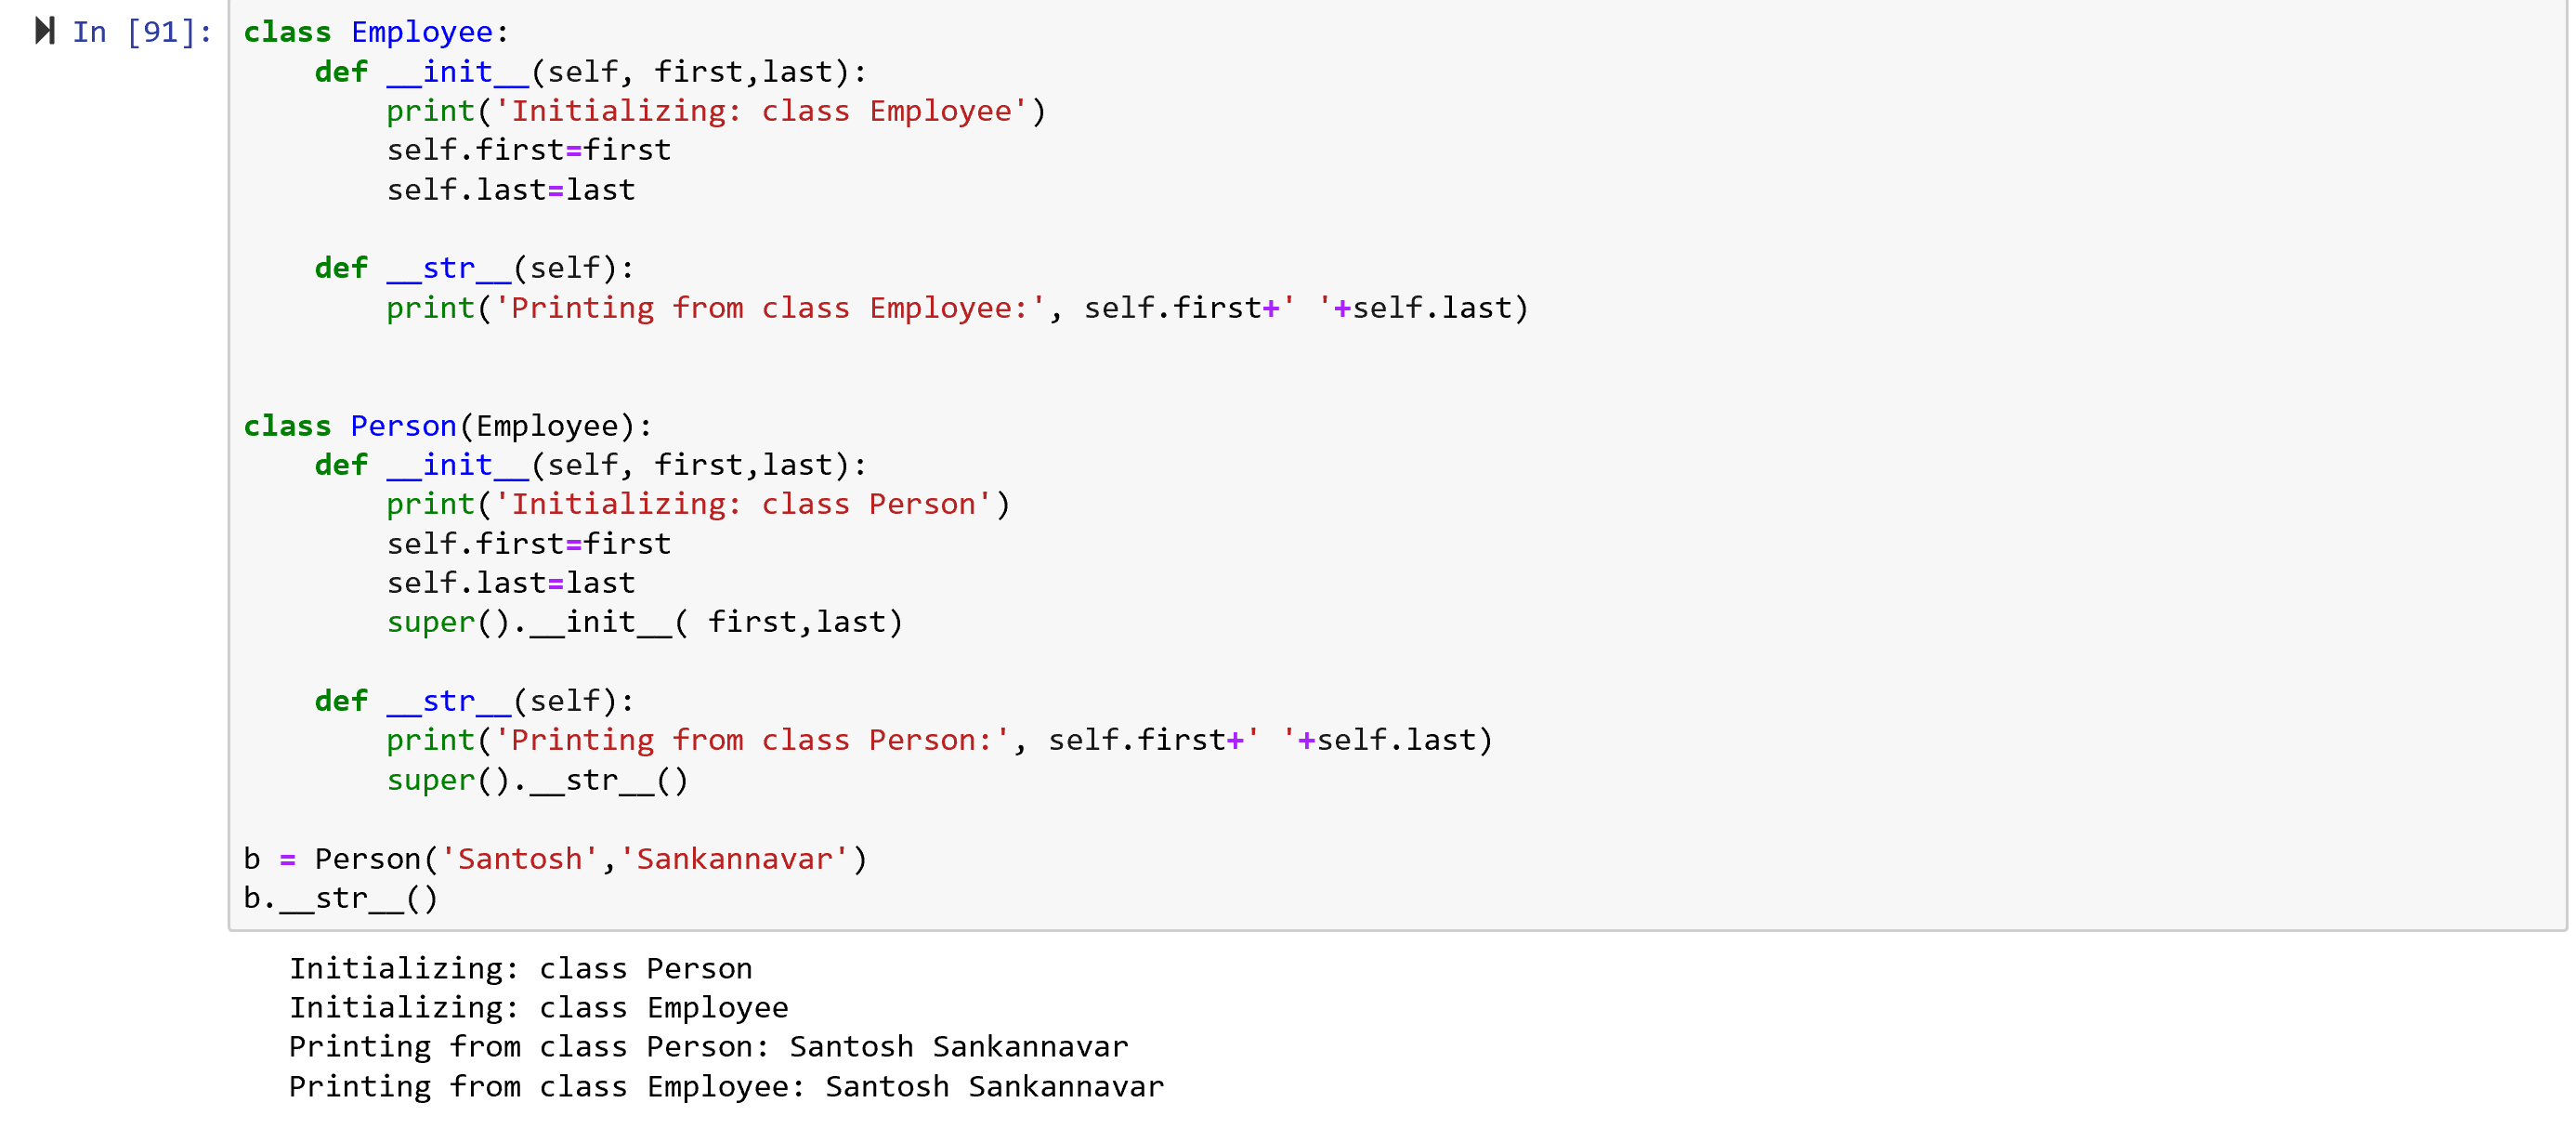 In [91]:
class Employee:
    def __init__(self, first,last):
        print('Initializing: class Employee')
        self.first=first
        self.last=last
    def __str__(self):
        print('Printing from class Employee:', self.first+' '+self.last)
class Person(Employee):
    def __init__(self, first,last):
        print('Initializing: class Person')
        self.first=first
        self.last=last
        super().__init__( first,last)
    def __str__(self):
        print('Printing from class Person:', self.first+' '+self.last)
        super().__str__()
b = Person('Santosh','Sankannavar')
b.__str__()
Initializing: class Person
Initializing: class Employee
Printing from class Person: Santosh Sankannavar
Printing from class Employee: Santosh Sankannavar